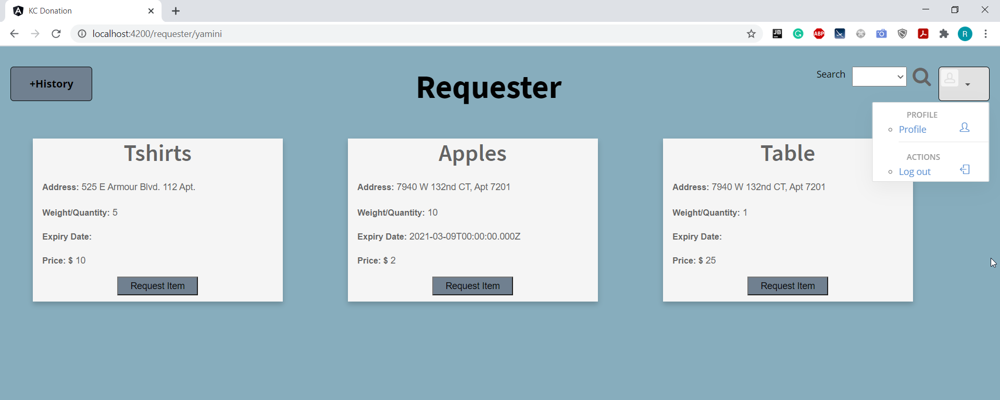 KC Donation
localhost:4200/requester/yamini
JB
G
ABP
R
+History
Requester
Search
PROFILE
Profile
ACTIONS
Log out
Tshirts
Address: 525 E Armour Blvd. 112 Apt.
Weight/Quantity: 5
Expiry Date:
Price: $ 10
Request Item
Apples
Address: 7940 W 132nd CT, Apt 7201
Weight/Quantity: 10
Expiry Date: 2021-03-09T00:00:00.000Z
Price: $ 2
Request Item
Table
Address: 7940 W 132nd CT, Apt 7201
Weight/Quantity: 1
Expiry Date:
Price: $ 25
Request Item